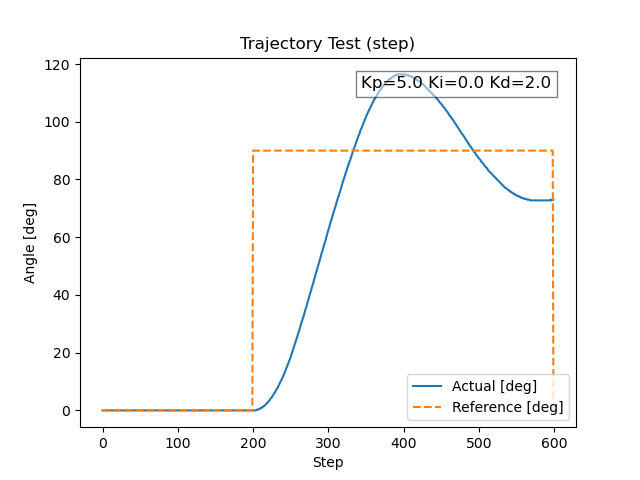 Trajectory Test (step)
Kp=5.0 Ki=0.0 Kd=2.0
120
100
80
60
40
20
0
Angle [deg]
Actual [deg]
Reference [deg]
0 100 200 300 400 500 600
Step